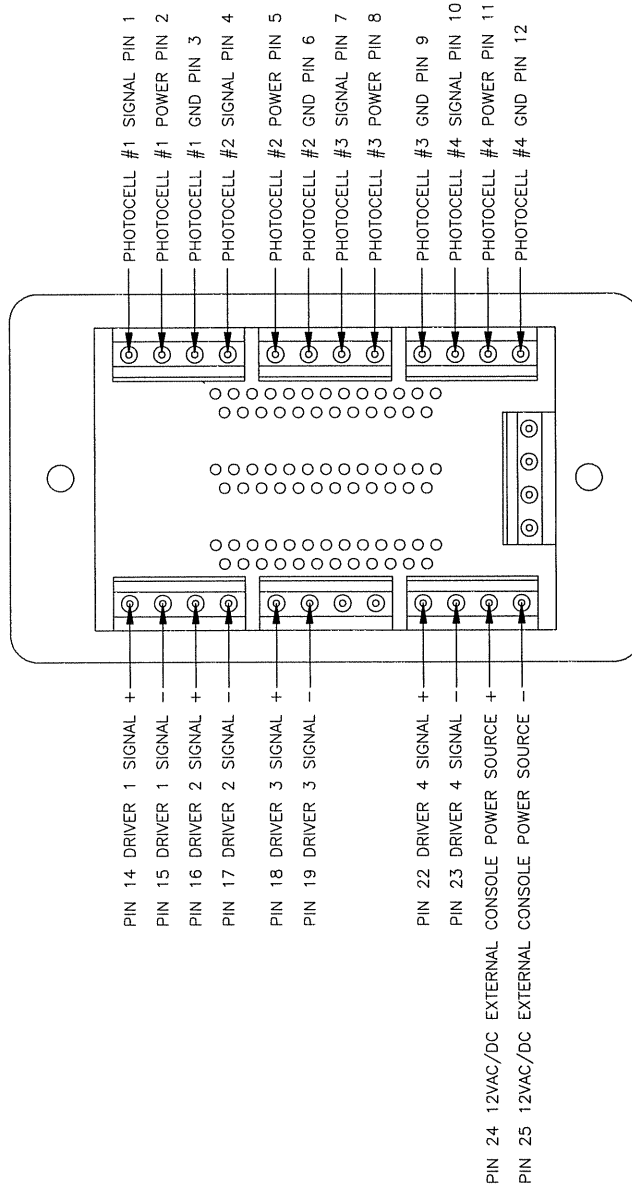 PHOTOCELL #1 SIGNAL PIN 1
PHOTOCELL #1 POWER PIN 2
PHOTOCELL #1 GND PIN 3
PHOTOCELL #2 SIGNAL PIN 4
PHOTOCELL #2 POWER PIN 5
PHOTOCELL #2 GND PIN 6
PHOTOCELL #3 SIGNAL PIN 7
PHOTOCELL #3 POWER PIN 8
PHOTOCELL #3 GND PIN 9
PHOTOCELL #4 SIGNAL PIN 10
PHOTOCELL #4 POWER PIN 11
PHOTOCELL #4 GND PIN 12
PIN 14 DRIVER 1 SIGNAL +
PIN 15 DRIVER 1 SIGNAL -
PIN 16 DRIVER 2 SIGNAL +
PIN 17 DRIVER 2 SIGNAL -
PIN 18 DRIVER 3 SIGNAL +
PIN 19 DRIVER 3 SIGNAL -
PIN 22 DRIVER 4 SIGNAL +
PIN 23 DRIVER 4 SIGNAL -
PIN 24 12VAC/DC EXTERNAL CONSOLE POWER SOURCE +
PIN 25 12VAC/DC EXTERNAL CONSOLE POWER SOURCE -